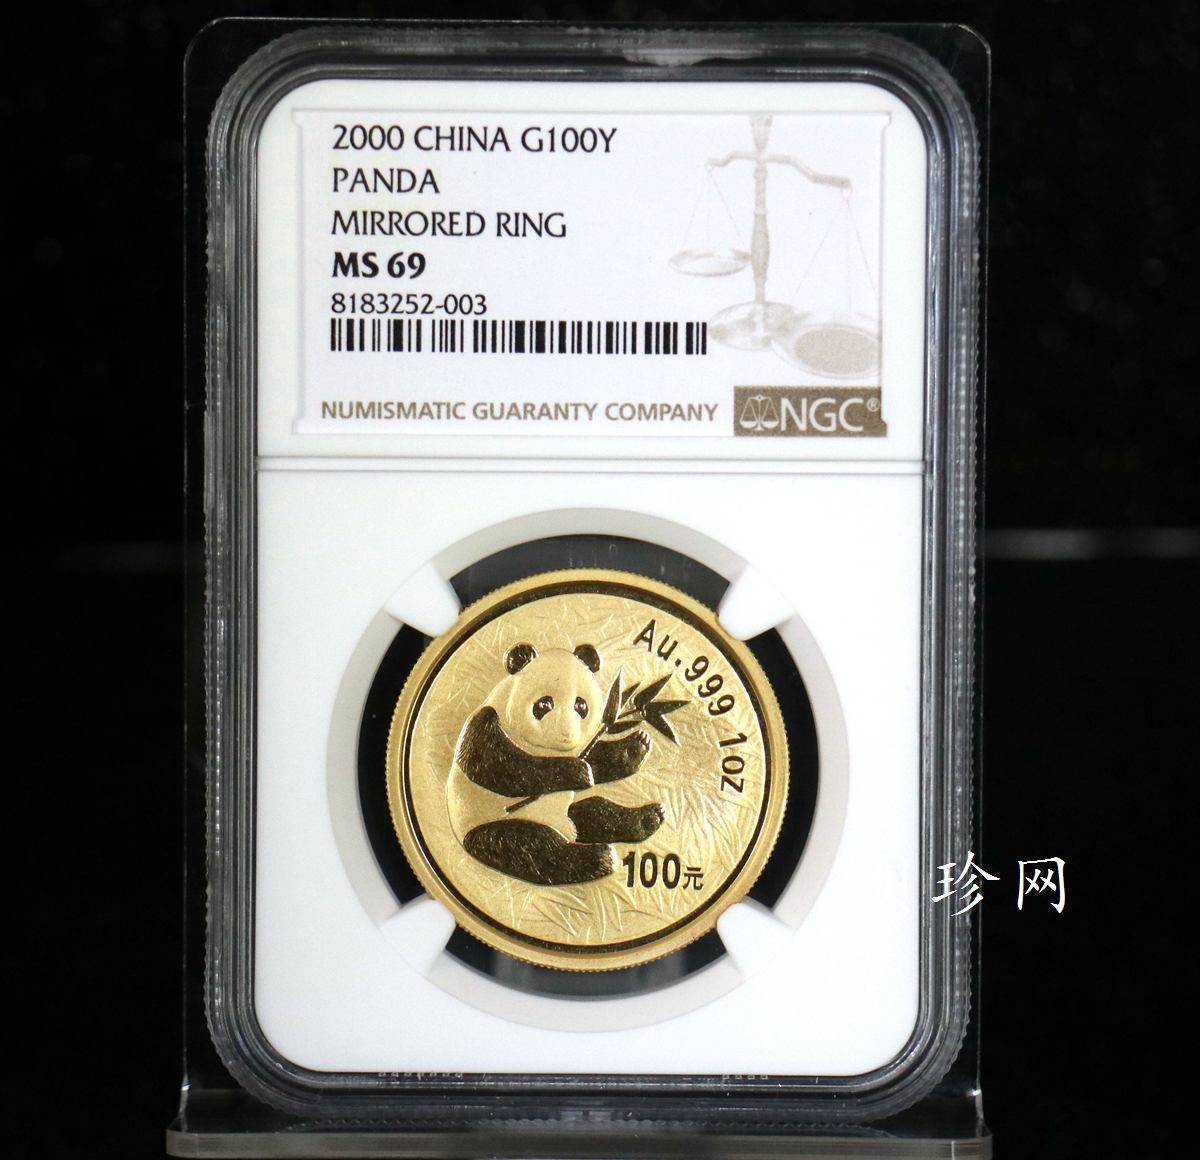 2000 CHINA G100Y
PANDA
MIRRORED RING
MS 69
8183252-003
NUMISMATIC GUARANTY COMPANY
NGC®
Au.999 1oz
100元
珍网